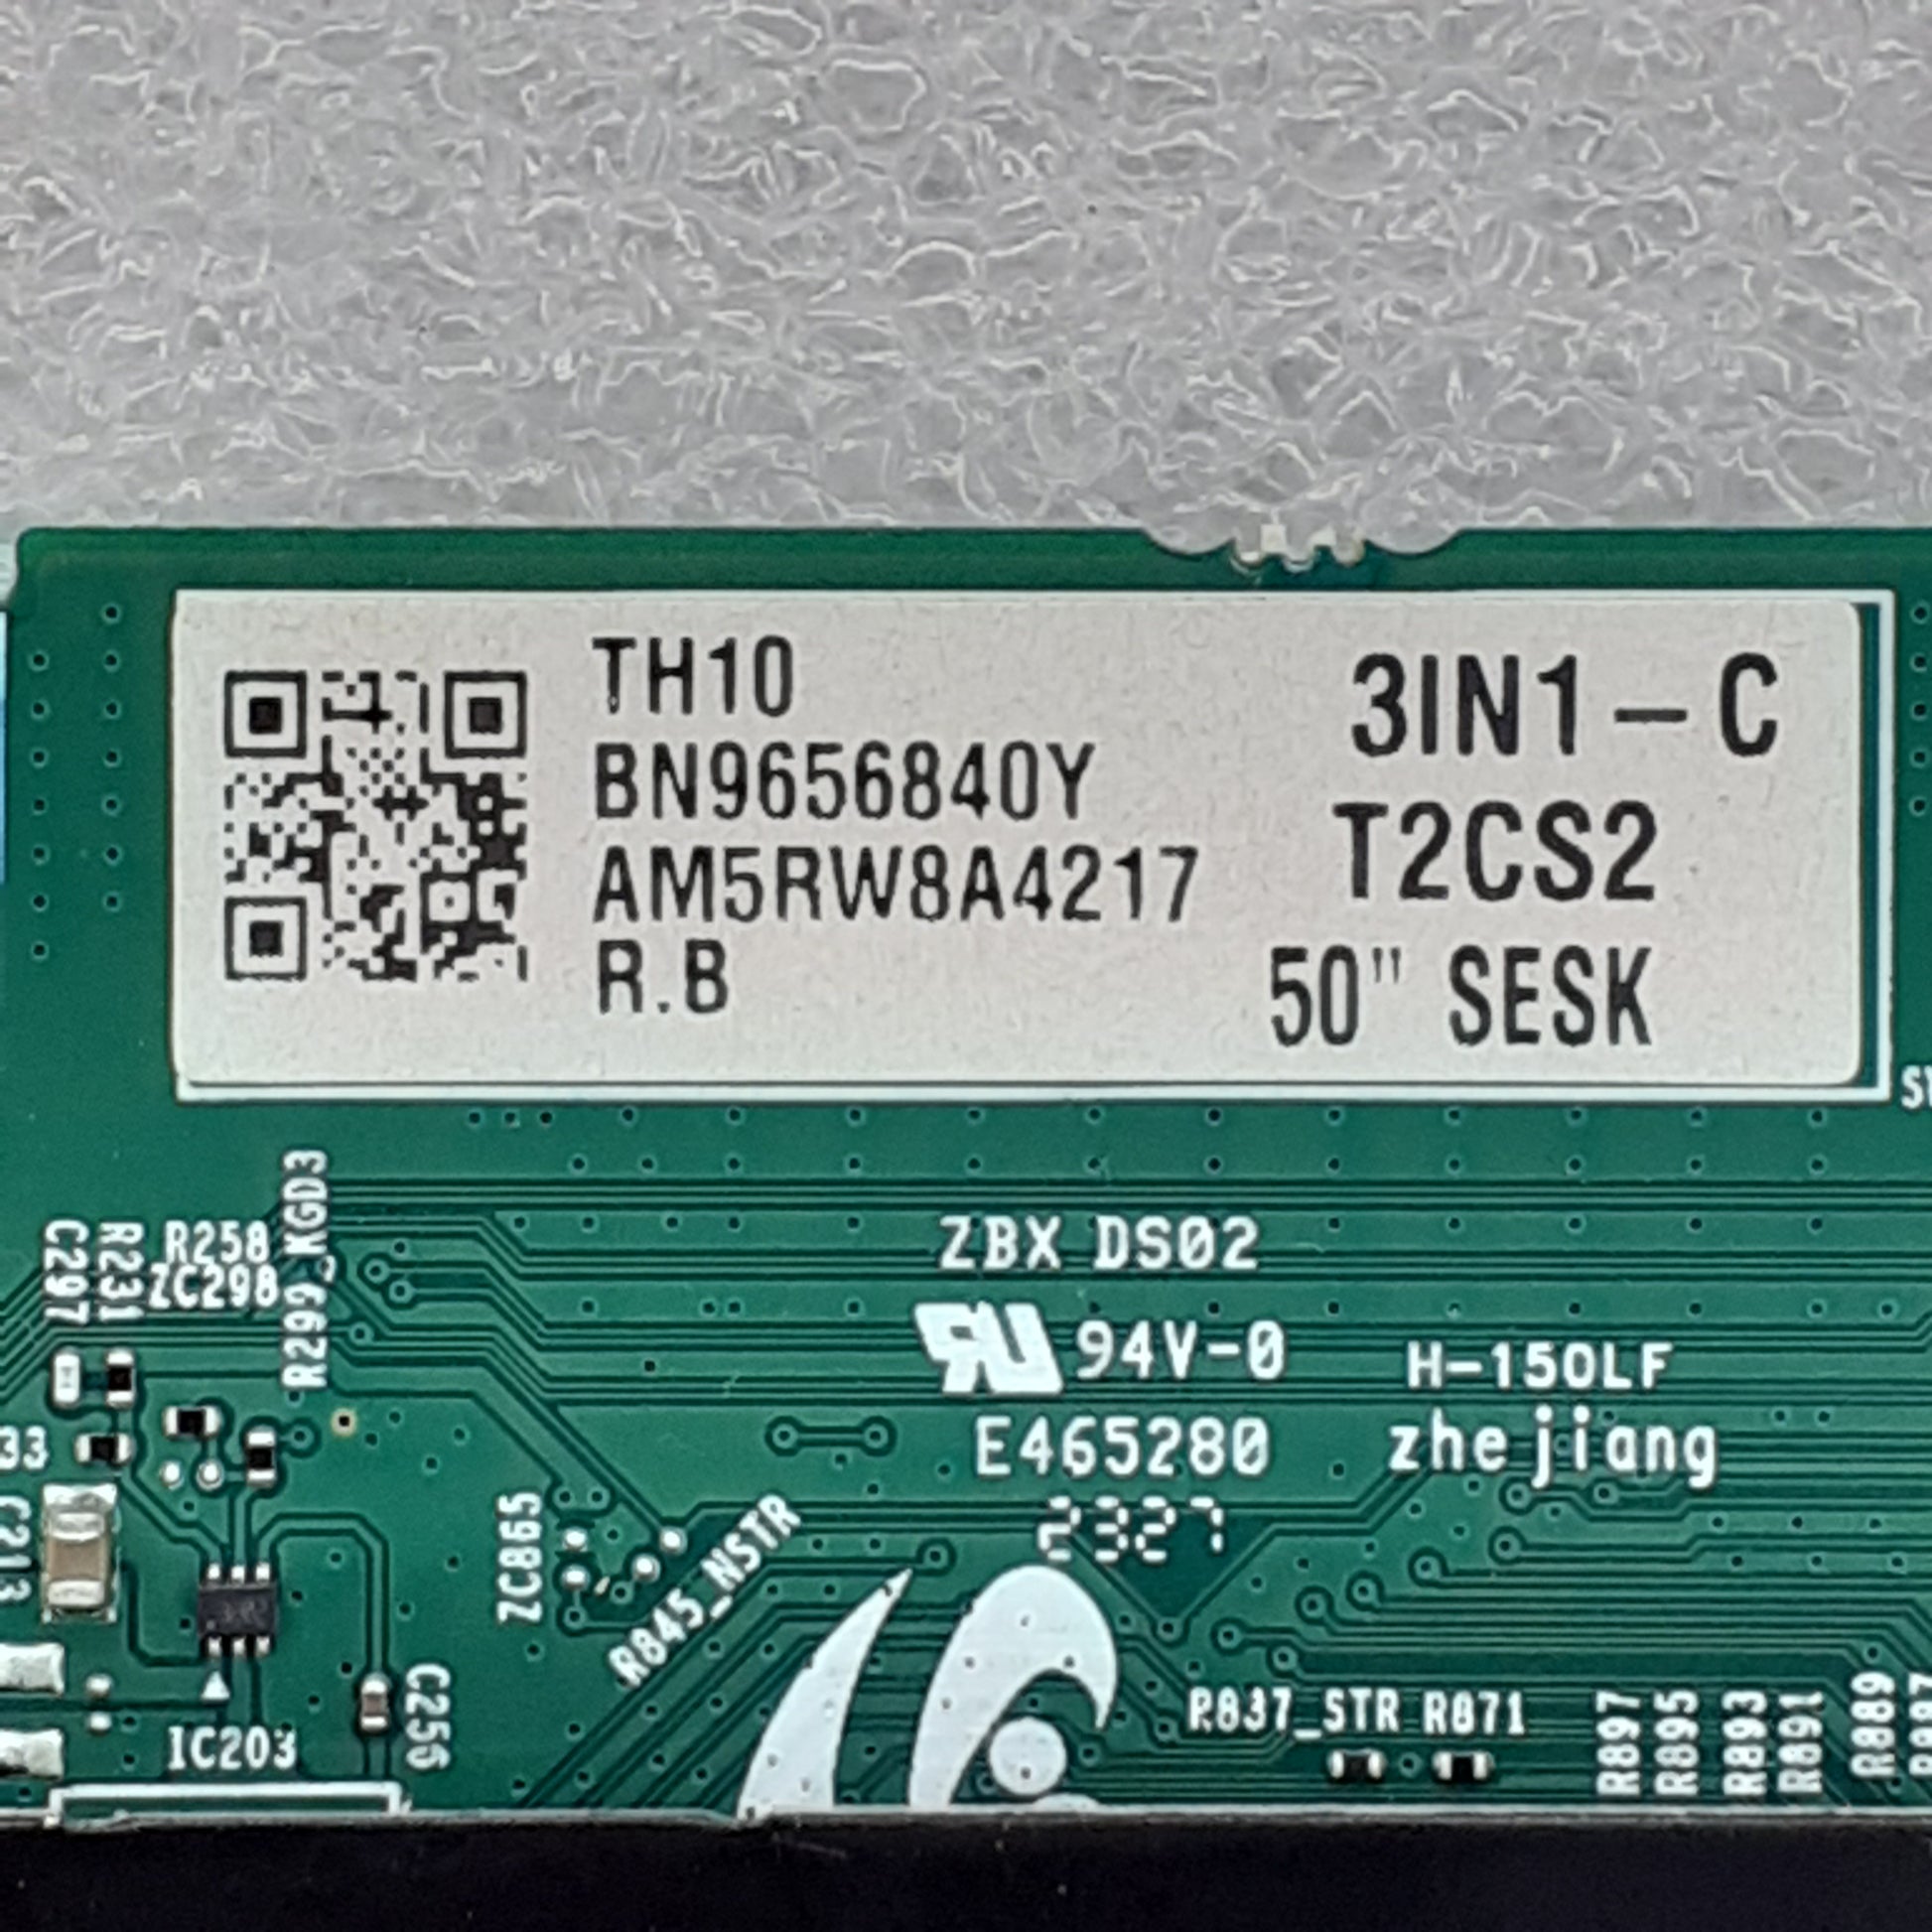 TH10
BN9656840Y
AM5RW8A4217
R.B
3IN1-C
T2CS2
50" SESK
R299_KGD3
C297
R231
R258
ZC298
ZBX DS02
94V-0
E465280
2327
H-150LF
zhejiang
33
C213
ZC865
R845_NSTR
IC203
C256
R837_STR
R871
R897
R895
R893
R891
R889